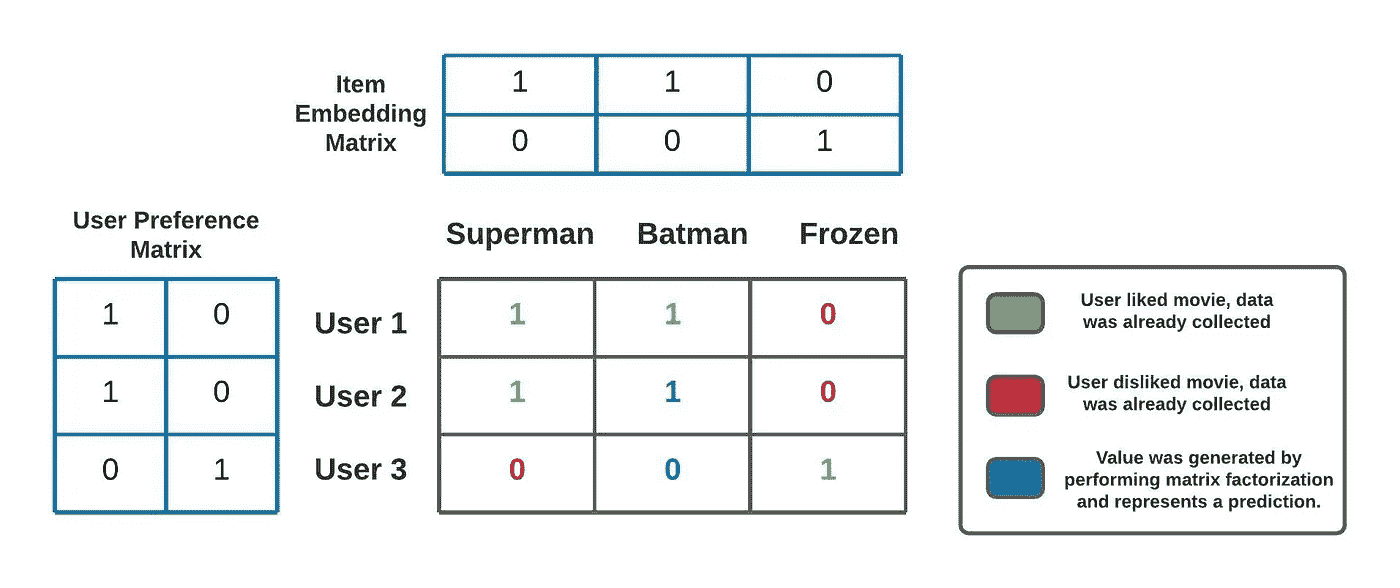 Item
Embedding
Matrix
1 1 0
0 0 1
User Preference
Matrix
1 0
1 0
0 1
Superman Batman Frozen
User 1 1 1 0
User 2 1 1 0
User 3 0 0 1
User liked movie, data
was already collected
User disliked movie, data
was already collected
Value was generated by
performing matrix factorization
and represents a prediction.